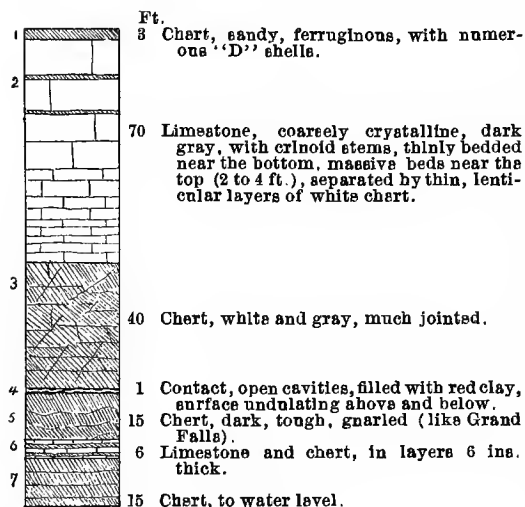 Ft.
1 3 Chert, sandy, ferruginous, with numer-
ous "D" shells.
2
70 Limestone, coarsely crystalline, dark
gray, with crinoid stems, thinly bedded
near the bottom, massive beds near the
top (2 to 4 ft.), separated by thin, lenti-
cular layers of white chert.
3
40 Chert, white and gray, much jointed.
4 1 Contact, open cavities, filled with red clay,
surface undulating above and below.
5 15 Chert, dark, tough, gnarled (like Grand
Falls).
6 6 Limestone and chert, in layers 6 ins.
thick.
7
15 Chert, to water level.